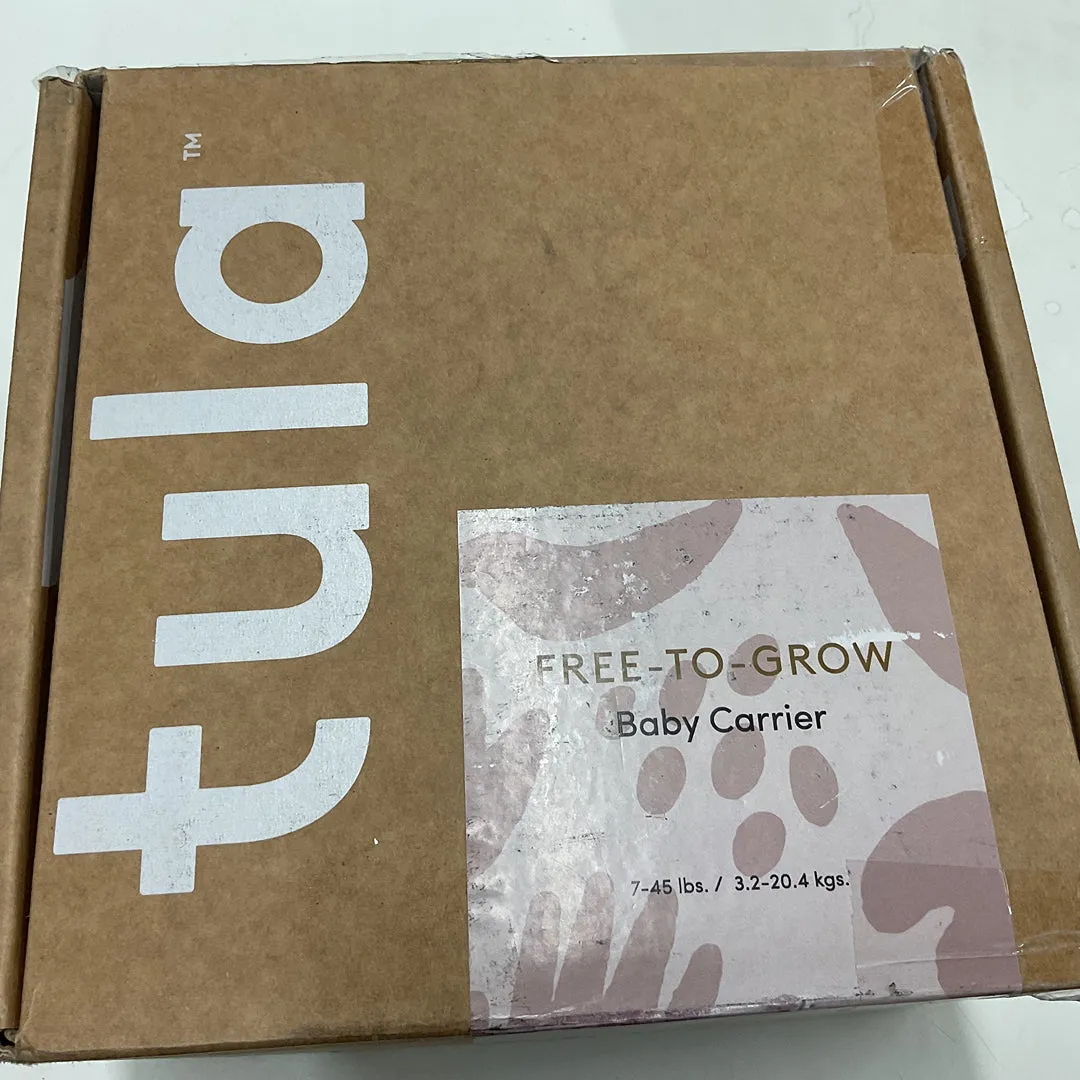 tula™
FREE-TO-GROW
Baby Carrier
7-45 lbs. / 3.2-20.4 kgs.